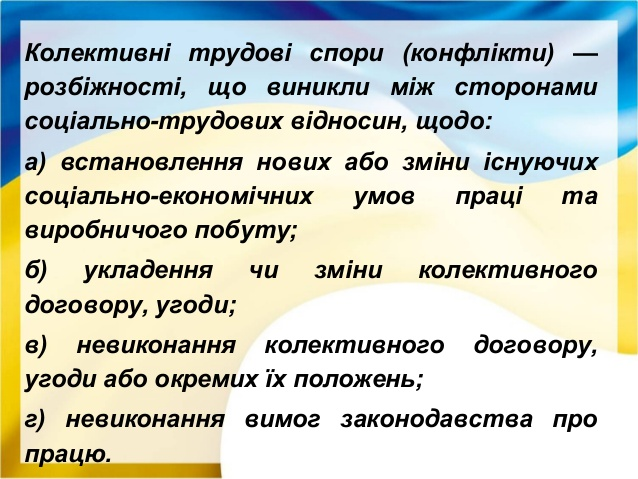 Колективні трудові спори (конфлікти) —
розбіжності, що виникли між сторонами
соціально-трудових відносин, щодо:
а) встановлення нових або зміни існуючих
соціально-економічних умов праці та
виробничого побуту;
б) укладення чи зміни колективного
договору, угоди;
в) невиконання колективного договору,
угоди або окремих їх положень;
г) невиконання вимог законодавства про
працю.